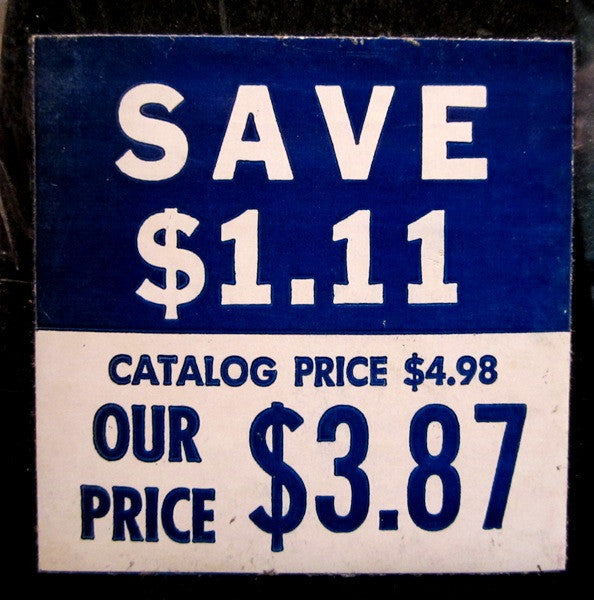 SAVE
$1.11
CATALOG PRICE $4.98
OUR
PRICE $3.87